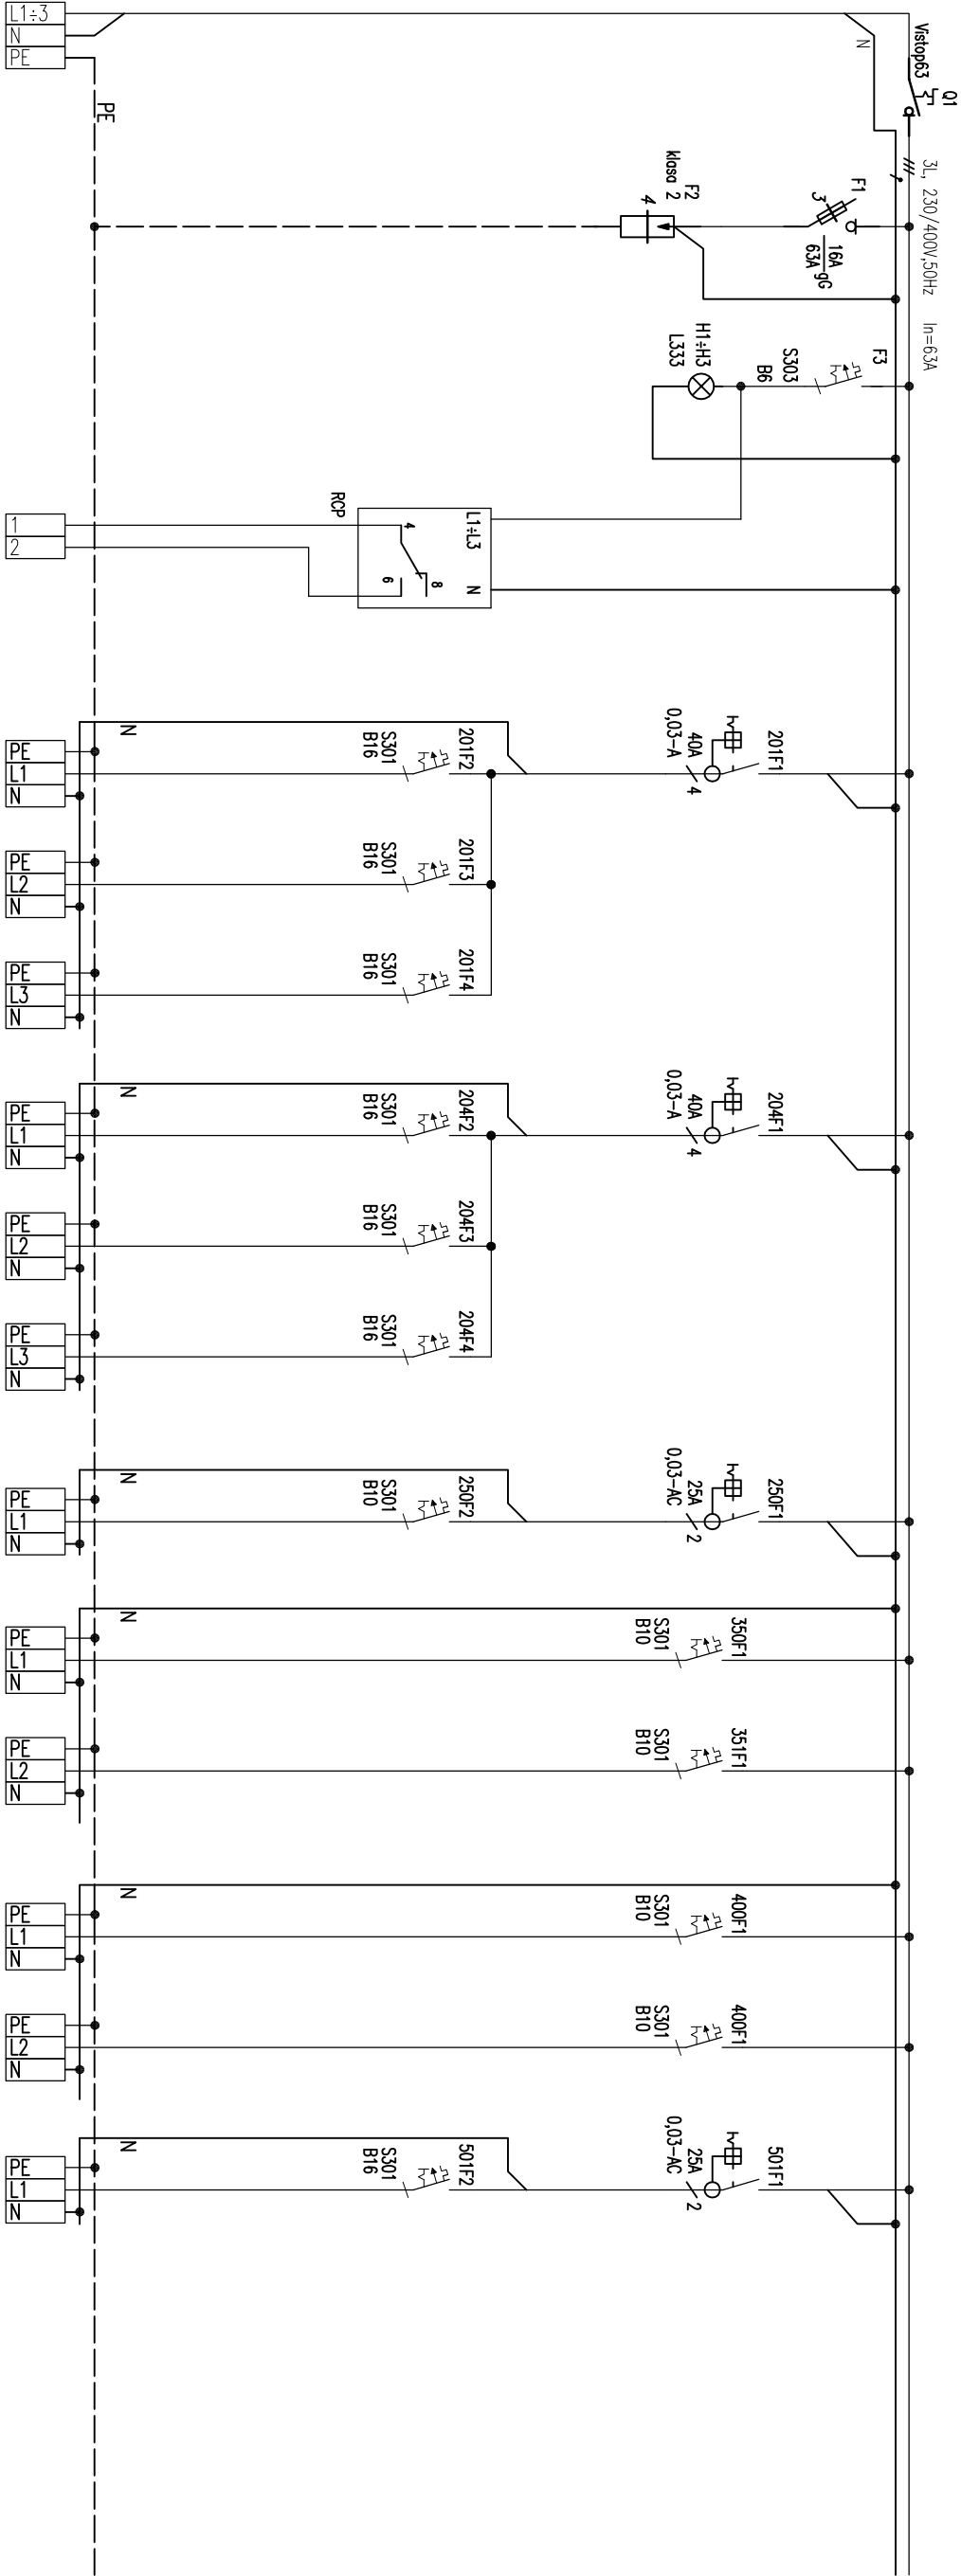 L1÷3
N
PE
PE
N
Vistop63
Q1
3L, 230/400V,50Hz In=63A
F1
3
16A
63A gG
F2
klasa 2
4
F3
S303
B6
H1÷H3
L333
RCP
L1÷L3
N
4
8
6
1
2
201F1
40A
0,03-A
4
N
201F2
S301
B16
PE
L1
N
201F3
S301
B16
PE
L2
N
201F4
S301
B16
PE
L3
N
204F1
40A
0,03-A
4
N
204F2
S301
B16
PE
L1
N
204F3
S301
B16
PE
L2
N
204F4
S301
B16
PE
L3
N
250F1
25A
0,03-AC
2
N
250F2
S301
B10
PE
L1
N
350F1
S301
B10
N
PE
L1
N
351F1
S301
B10
PE
L2
N
400F1
S301
B10
N
PE
L1
N
400F1
S301
B10
PE
L2
N
501F1
25A
0,03-AC
2
N
501F2
S301
B16
PE
L1
N